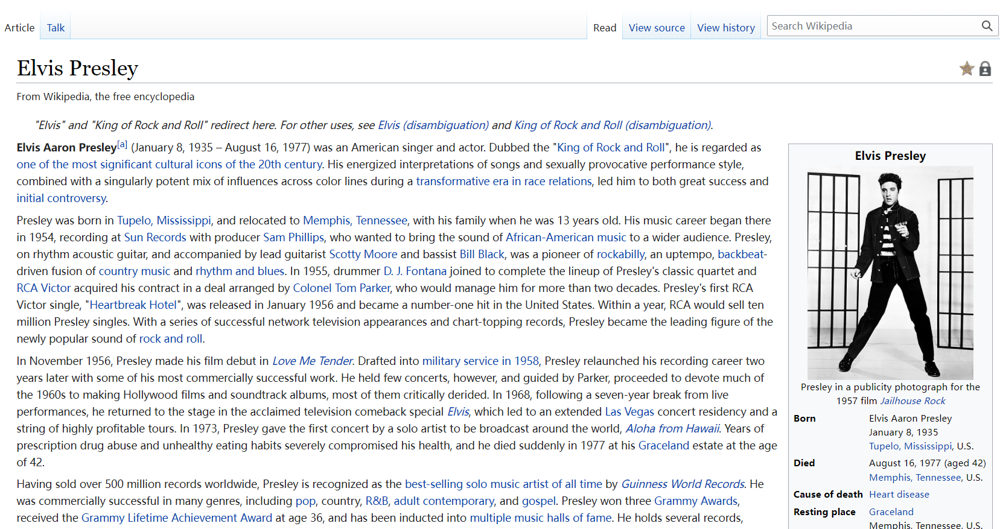 Article Talk Read View source View history Search Wikipedia
Elvis Presley
From Wikipedia, the free encyclopedia
"Elvis" and "King of Rock and Roll" redirect here. For other uses, see Elvis (disambiguation) and King of Rock and Roll (disambiguation).
Elvis Aaron Presley[a] (January 8, 1935 – August 16, 1977) was an American singer and actor. Dubbed the "King of Rock and Roll", he is regarded as
one of the most significant cultural icons of the 20th century. His energized interpretations of songs and sexually provocative performance style,
combined with a singularly potent mix of influences across color lines during a transformative era in race relations, led him to both great success and
initial controversy.
Presley was born in Tupelo, Mississippi, and relocated to Memphis, Tennessee, with his family when he was 13 years old. His music career began there
in 1954, recording at Sun Records with producer Sam Phillips, who wanted to bring the sound of African-American music to a wider audience. Presley,
on rhythm acoustic guitar, and accompanied by lead guitarist Scotty Moore and bassist Bill Black, was a pioneer of rockabilly, an uptempo, backbeat-
driven fusion of country music and rhythm and blues. In 1955, drummer D. J. Fontana joined to complete the lineup of Presley's classic quartet and
RCA Victor acquired his contract in a deal arranged by Colonel Tom Parker, who would manage him for more than two decades. Presley's first RCA
Victor single, "Heartbreak Hotel", was released in January 1956 and became a number-one hit in the United States. Within a year, RCA would sell ten
million Presley singles. With a series of successful network television appearances and chart-topping records, Presley became the leading figure of the
newly popular sound of rock and roll.
In November 1956, Presley made his film debut in Love Me Tender. Drafted into military service in 1958, Presley relaunched his recording career two
years later with some of his most commercially successful work. He held few concerts, however, and guided by Parker, proceeded to devote much of
the 1960s to making Hollywood films and soundtrack albums, most of them critically derided. In 1968, following a seven-year break from live
performances, he returned to the stage in the acclaimed television comeback special Elvis, which led to an extended Las Vegas concert residency and a
string of highly profitable tours. In 1973, Presley gave the first concert by a solo artist to be broadcast around the world, Aloha from Hawaii. Years of
prescription drug abuse and unhealthy eating habits severely compromised his health, and he died suddenly in 1977 at his Graceland estate at the age
of 42.
Having sold over 500 million records worldwide, Presley is recognized as the best-selling solo music artist of all time by Guinness World Records. He
was commercially successful in many genres, including pop, country, R&B, adult contemporary, and gospel. Presley won three Grammy Awards,
received the Grammy Lifetime Achievement Award at age 36, and has been inducted into multiple music halls of fame. He holds several records,
Elvis Presley
Presley in a publicity photograph for the
1957 film Jailhouse Rock
Born Elvis Aaron Presley
January 8, 1935
Tupelo, Mississippi, U.S.
Died August 16, 1977 (aged 42)
Memphis, Tennessee, U.S.
Cause of death Heart disease
Resting place Graceland
Memphis, Tennessee, U.S.